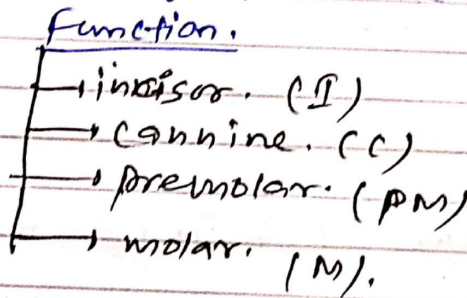 Function.
incisor. (I)
cannine. (C)
premolar. (PM)
molar. (M).